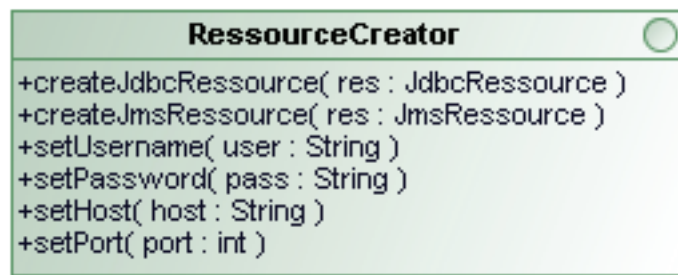 RessourceCreator
+createJdbcRessource( res : JdbcRessource )
+createJmsRessource( res : JmsRessource )
+setUsername( user : String )
+setPassword( pass : String )
+setHost( host : String )
+setPort( port : int )